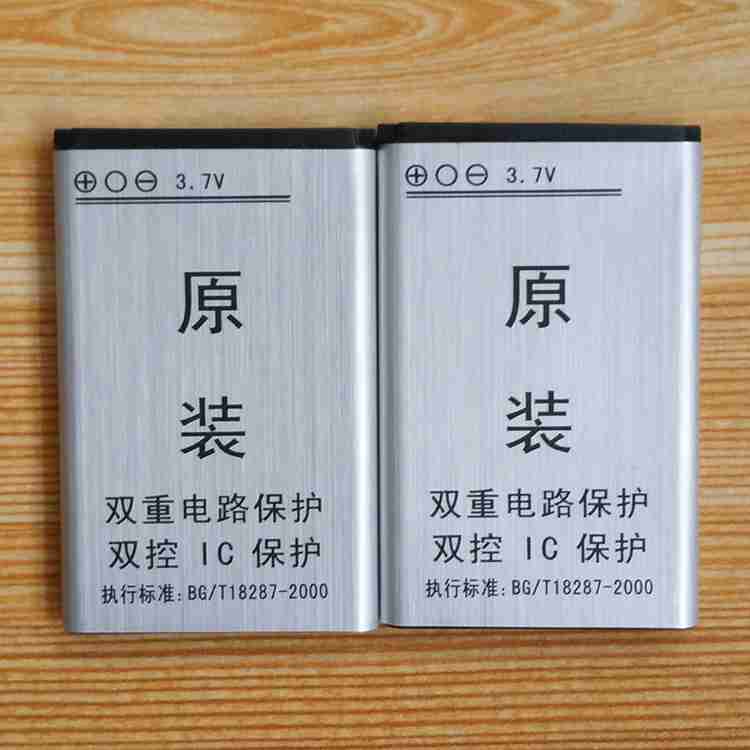 ⊕○⊖ 3.7V
原
装
双重电路保护
双控 IC 保护
执行标准:BG/T18287-2000
⊕○⊖ 3.7V
原
装
双重电路保护
双控 IC 保护
执行标准:BG/T18287-2000